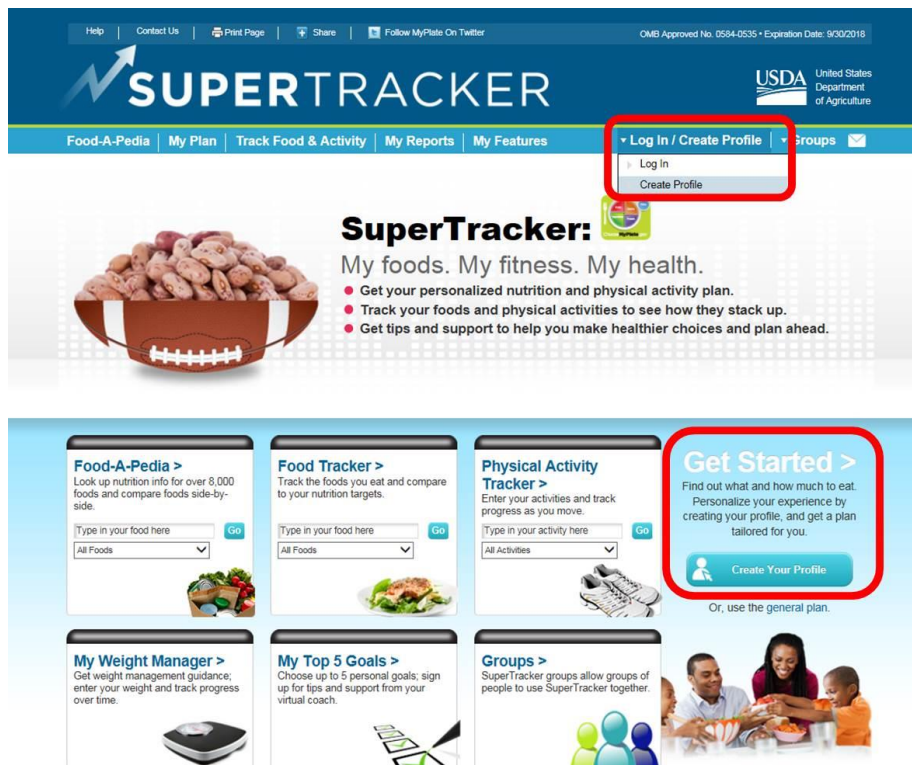 Help | Contact Us | Print Page | Share | Follow MyPlate On Twitter
OMB Approved No. 0584-0535 • Expiration Date: 9/30/2018
SUPERTRACKER
USDA
United States
Department
of Agriculture
Food-A-Pedia | My Plan | Track Food & Activity | My Reports | My Features
Log In / Create Profile | Groups
Log In
Create Profile
SuperTracker:
My foods. My fitness. My health.
Get your personalized nutrition and physical activity plan.
Track your foods and physical activities to see how they stack up.
Get tips and support to help you make healthier choices and plan ahead.
Food-A-Pedia >
Look up nutrition info for over 8,000
foods and compare foods side-by-
side.
Type in your food here
Go
All Foods
Food Tracker >
Track the foods you eat and compare
to your nutrition targets.
Type in your food here
Go
All Foods
Physical Activity
Tracker >
Enter your activities and track
progress as you move.
Type in your activity here
Go
All Activities
Get Started >
Find out what and how much to eat.
Personalize your experience by
creating your profile, and get a plan
tailored for you.
Create Your Profile
Or, use the general plan.
My Weight Manager >
Get weight management guidance;
enter your weight and track progress
over time.
My Top 5 Goals >
Choose up to 5 personal goals; sign
up for tips and support from your
virtual coach.
Groups >
SuperTracker groups allow groups of
people to use SuperTracker together.